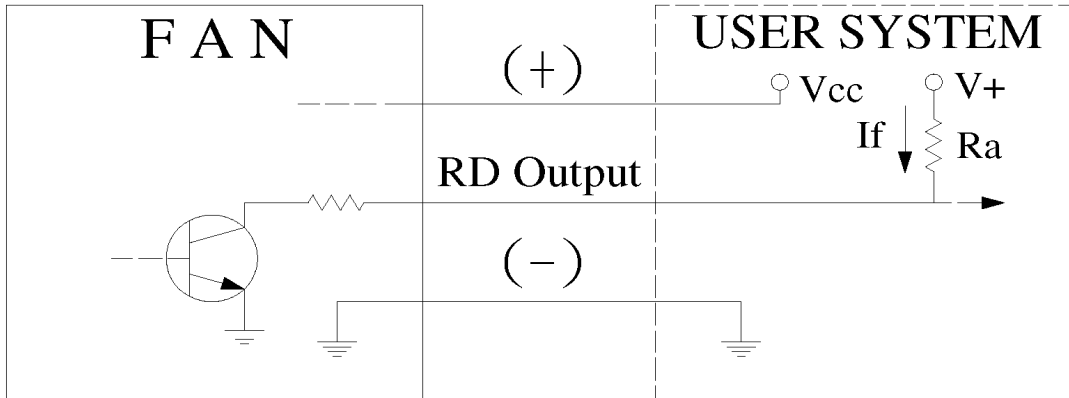 F A N
USER SYSTEM
(+)
Vcc
V+
If
Ra
RD Output
(-)